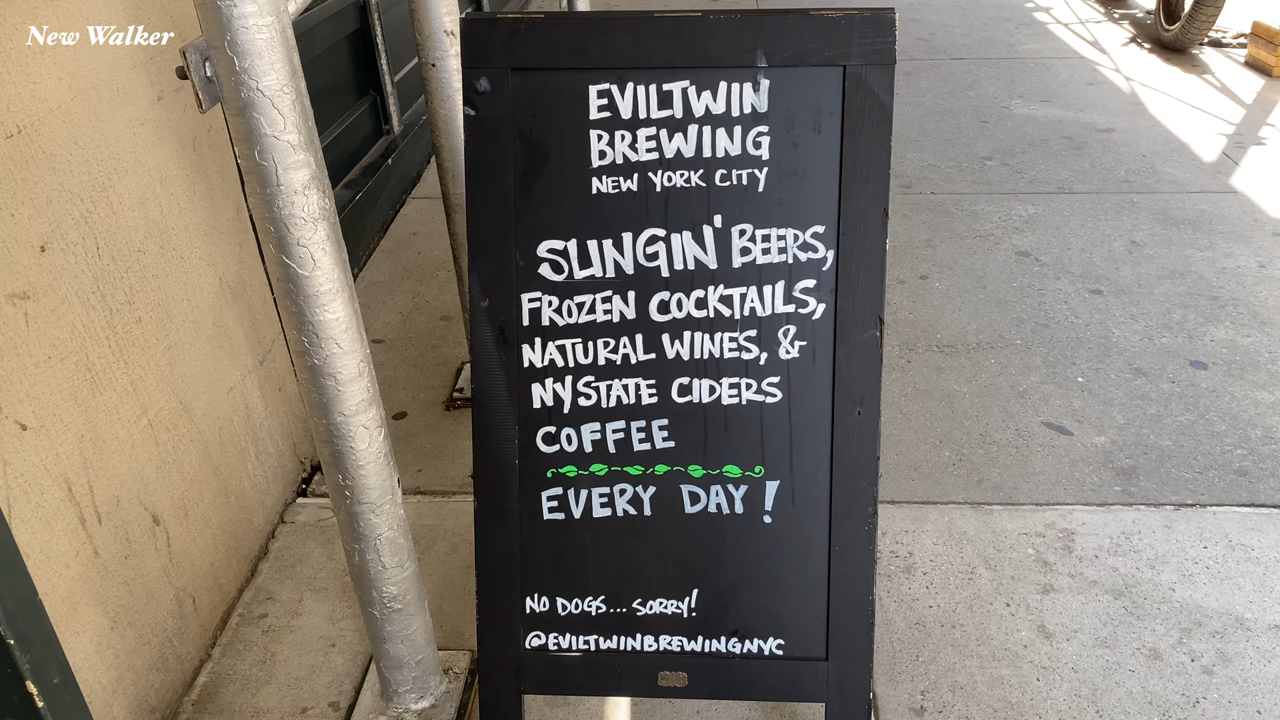 New Walker
EVILTWIN
BREWING
NEW YORK CITY
SLINGIN' BEERS,
FROZEN COCKTAILS,
NATURAL WINES, &
NY STATE CIDERS
COFFEE
EVERY DAY!
NO DOGS... SORRY!
@EVILTWINBREWINGNYC